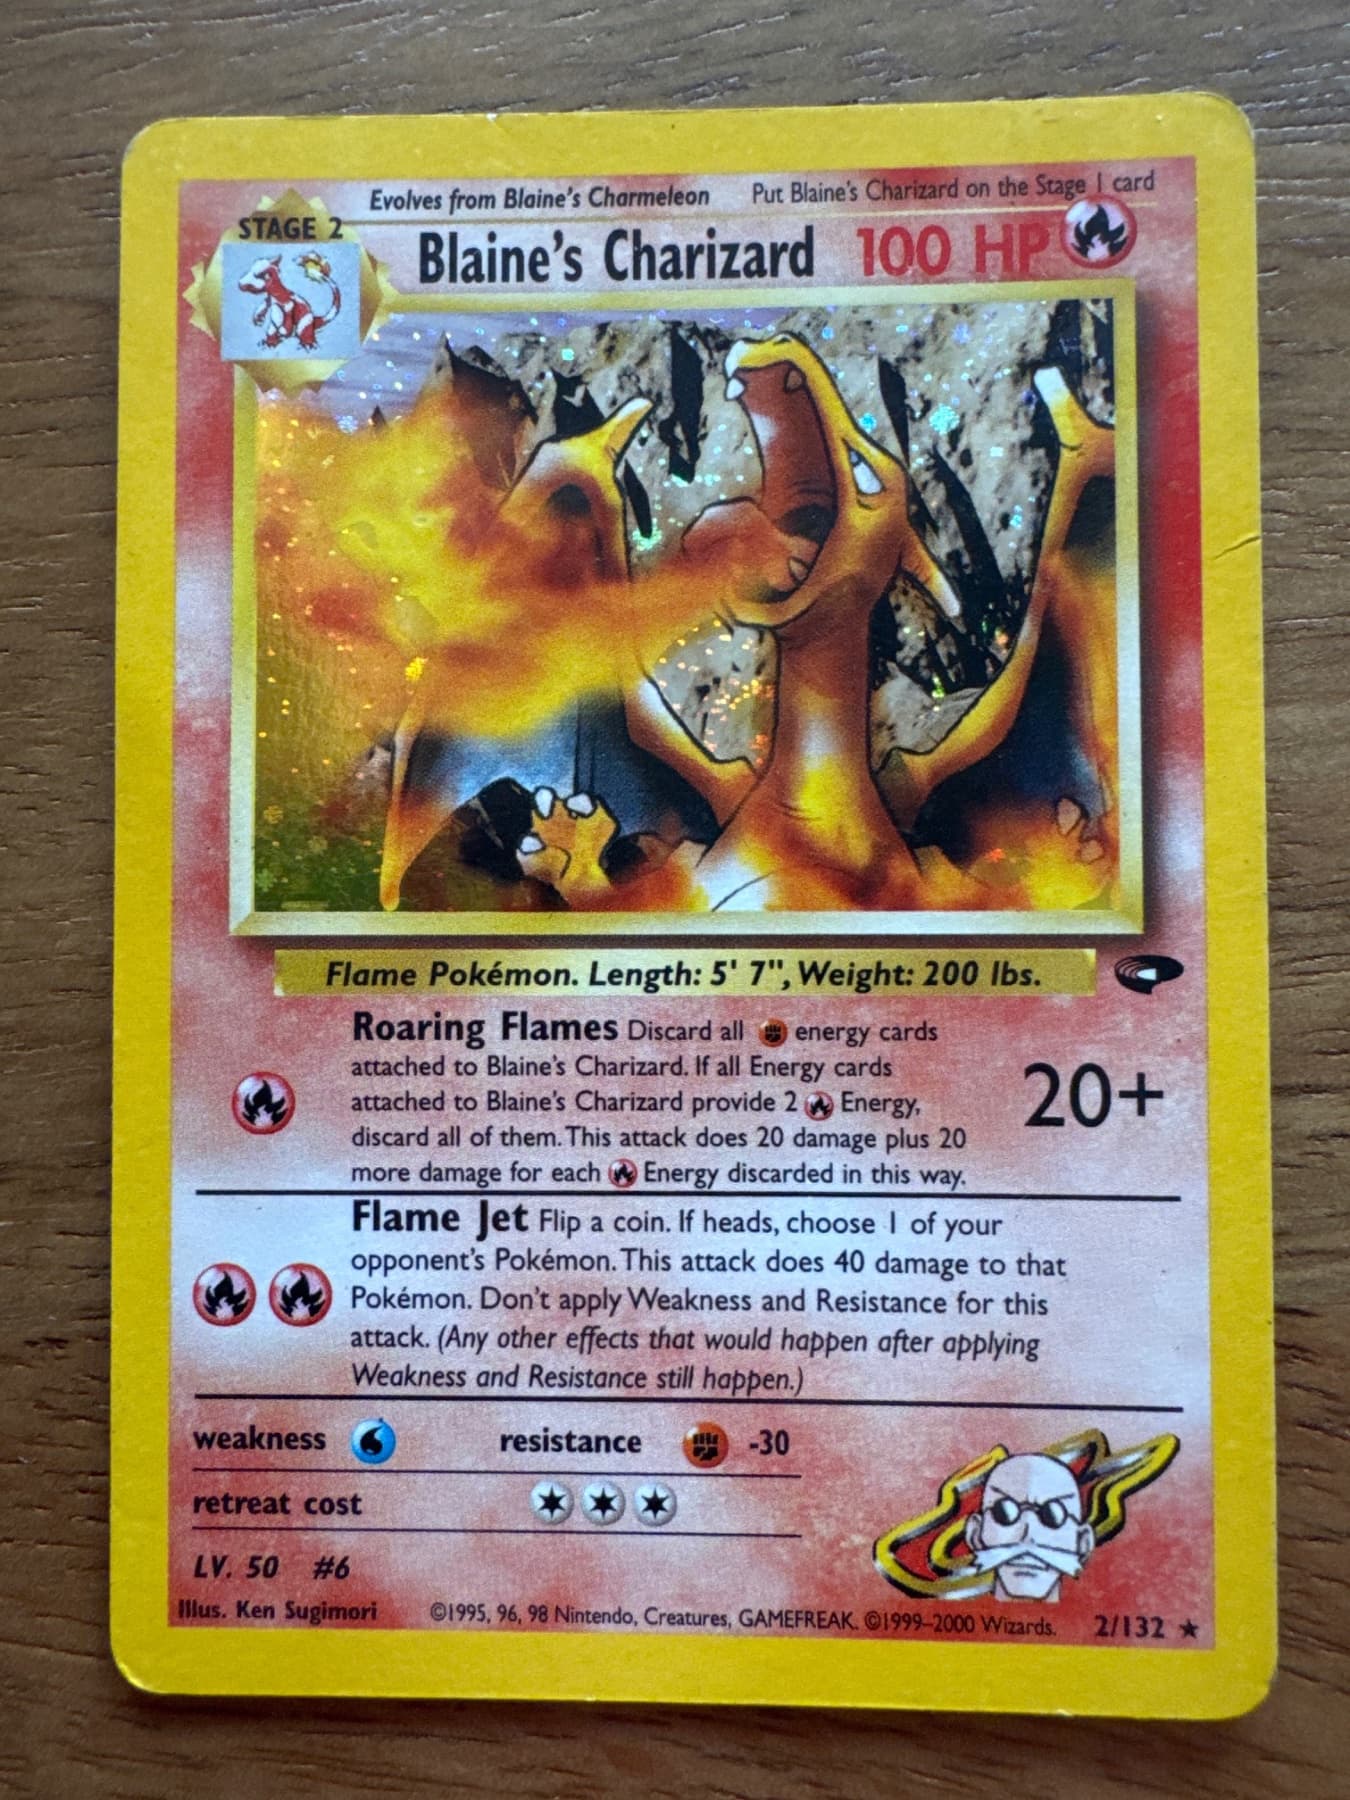 Evolves from Blaine's Charmeleon Put Blaine's Charizard on the Stage 1 card
STAGE 2
Blaine's Charizard 100 HP
Flame Pokémon. Length: 5' 7", Weight: 200 lbs.
Roaring Flames Discard all energy cards
attached to Blaine's Charizard. If all Energy cards
attached to Blaine's Charizard provide 2 Energy,
discard all of them. This attack does 20 damage plus 20
more damage for each Energy discarded in this way.
20+
Flame Jet Flip a coin. If heads, choose 1 of your
opponent's Pokémon. This attack does 40 damage to that
Pokémon. Don't apply Weakness and Resistance for this
attack. (Any other effects that would happen after applying
Weakness and Resistance still happen.)
weakness resistance -30
retreat cost
LV. 50 #6
Illus. Ken Sugimori ©1995, 96, 98 Nintendo, Creatures, GAMEFREAK. ©1999–2000 Wizards. 2/132 ★